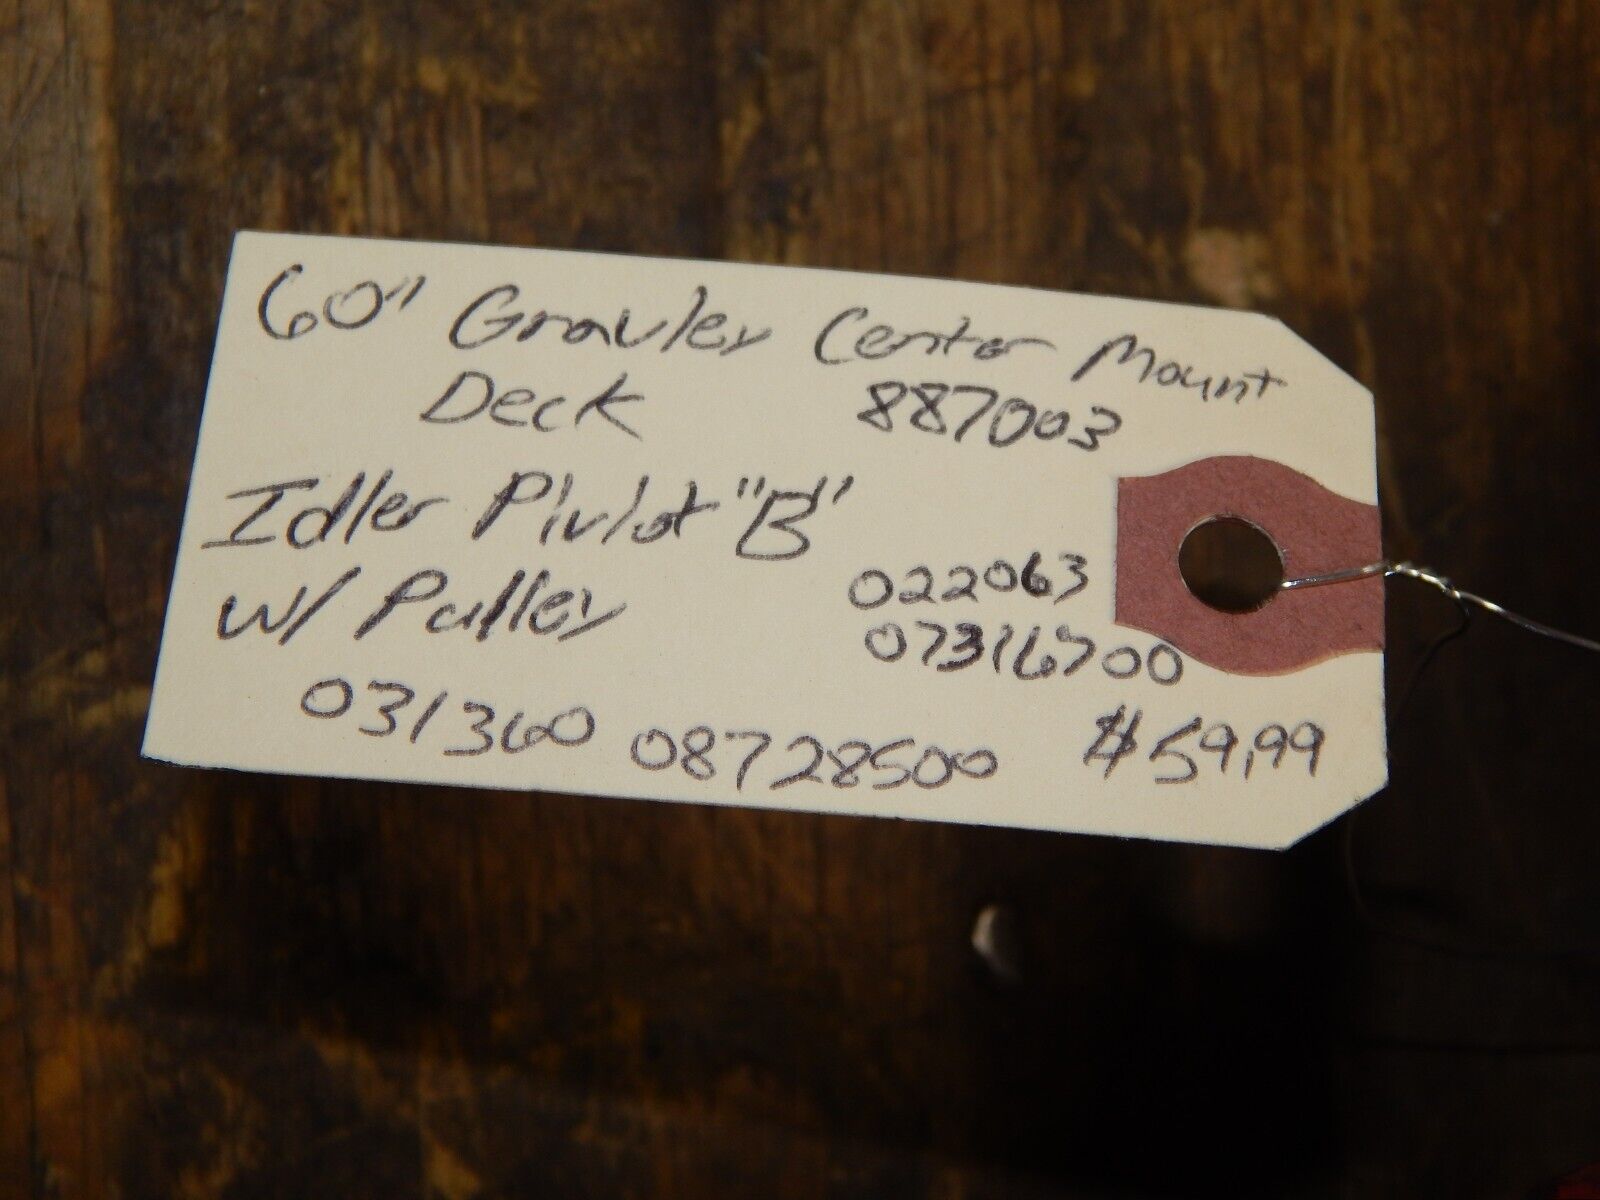 60" Gravley Center Mount
Deck 887003
Idler Pivlot "B"
w/ Pulley 022063
07316700
031360 08728500 $59.99